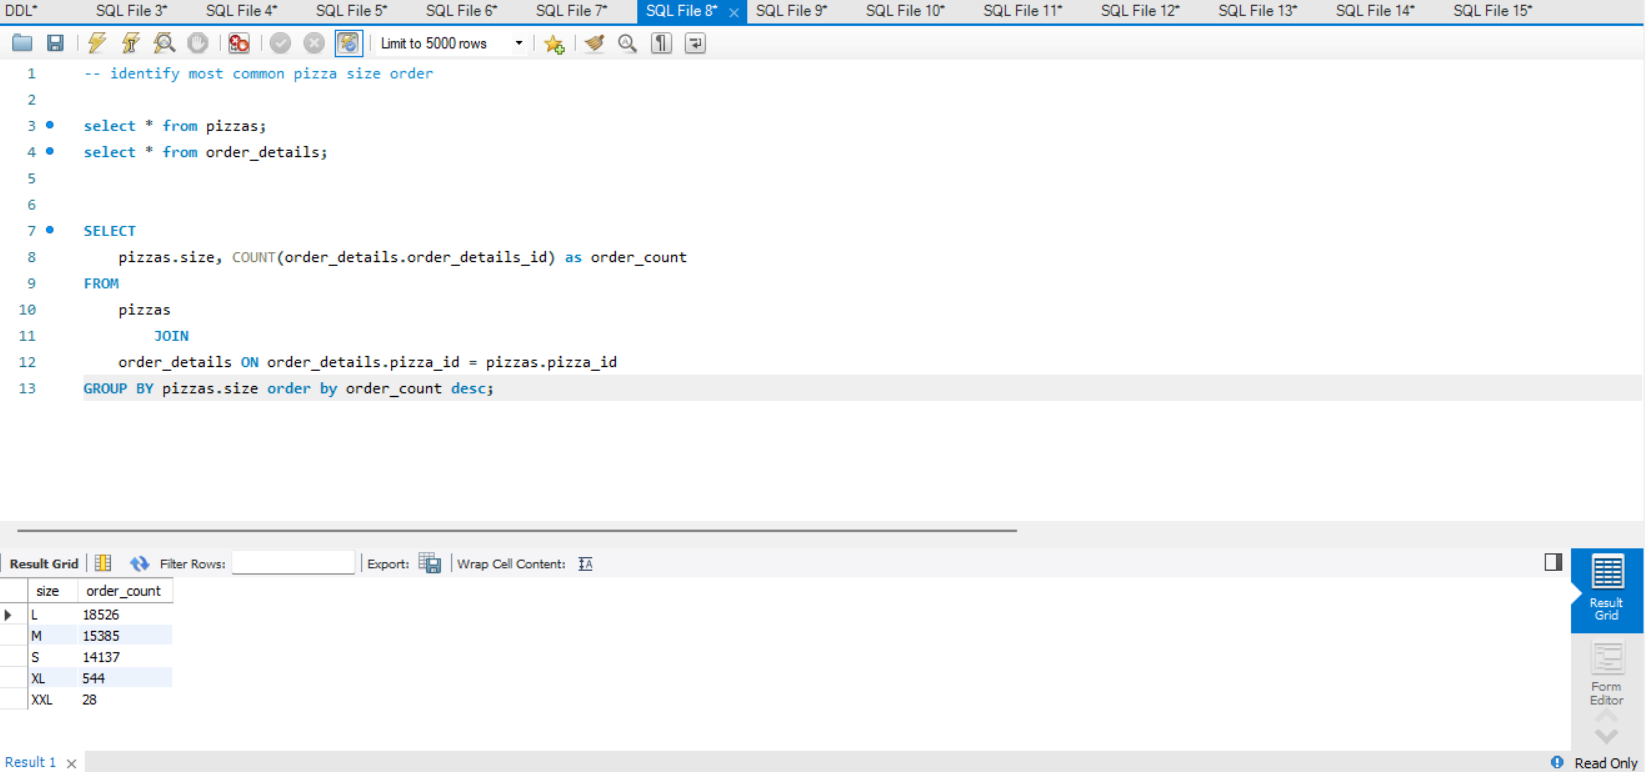 DDL* SQL File 3* SQL File 4* SQL File 5* SQL File 6* SQL File 7* SQL File 8* SQL File 9* SQL File 10* SQL File 11* SQL File 12* SQL File 13* SQL File 14* SQL File 15*
Limit to 5000 rows
1 -- identify most common pizza size order
2
3 select * from pizzas;
4 select * from order_details;
5
6
7 SELECT
8 pizzas.size, COUNT(order_details.order_details_id) as order_count
9 FROM
10 pizzas
11 JOIN
12 order_details ON order_details.pizza_id = pizzas.pizza_id
13 GROUP BY pizzas.size order by order_count desc;
Result Grid Filter Rows: Export: Wrap Cell Content:
size order_count
L 18526
M 15385
S 14137
XL 544
XXL 28
Result
Grid
Form
Editor
Result 1 Read Only